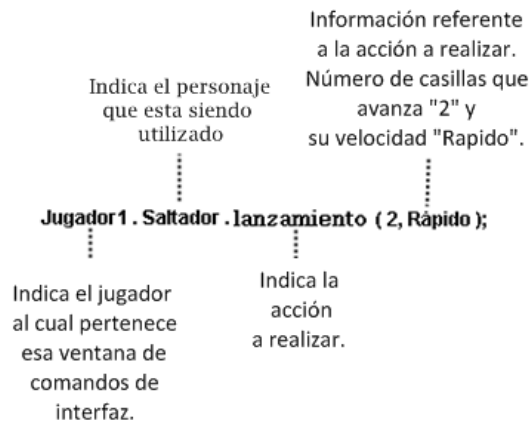 Información referente
a la acción a realizar.
Número de casillas que
avanza "2" y
su velocidad "Rapido".
Indica el personaje
que esta siendo
utilizado
Jugador1 . Saltador . lanzamiento ( 2, Rápido );
Indica el jugador
al cual pertenece
esa ventana de
comandos de
interfaz.
Indica la
acción
a realizar.